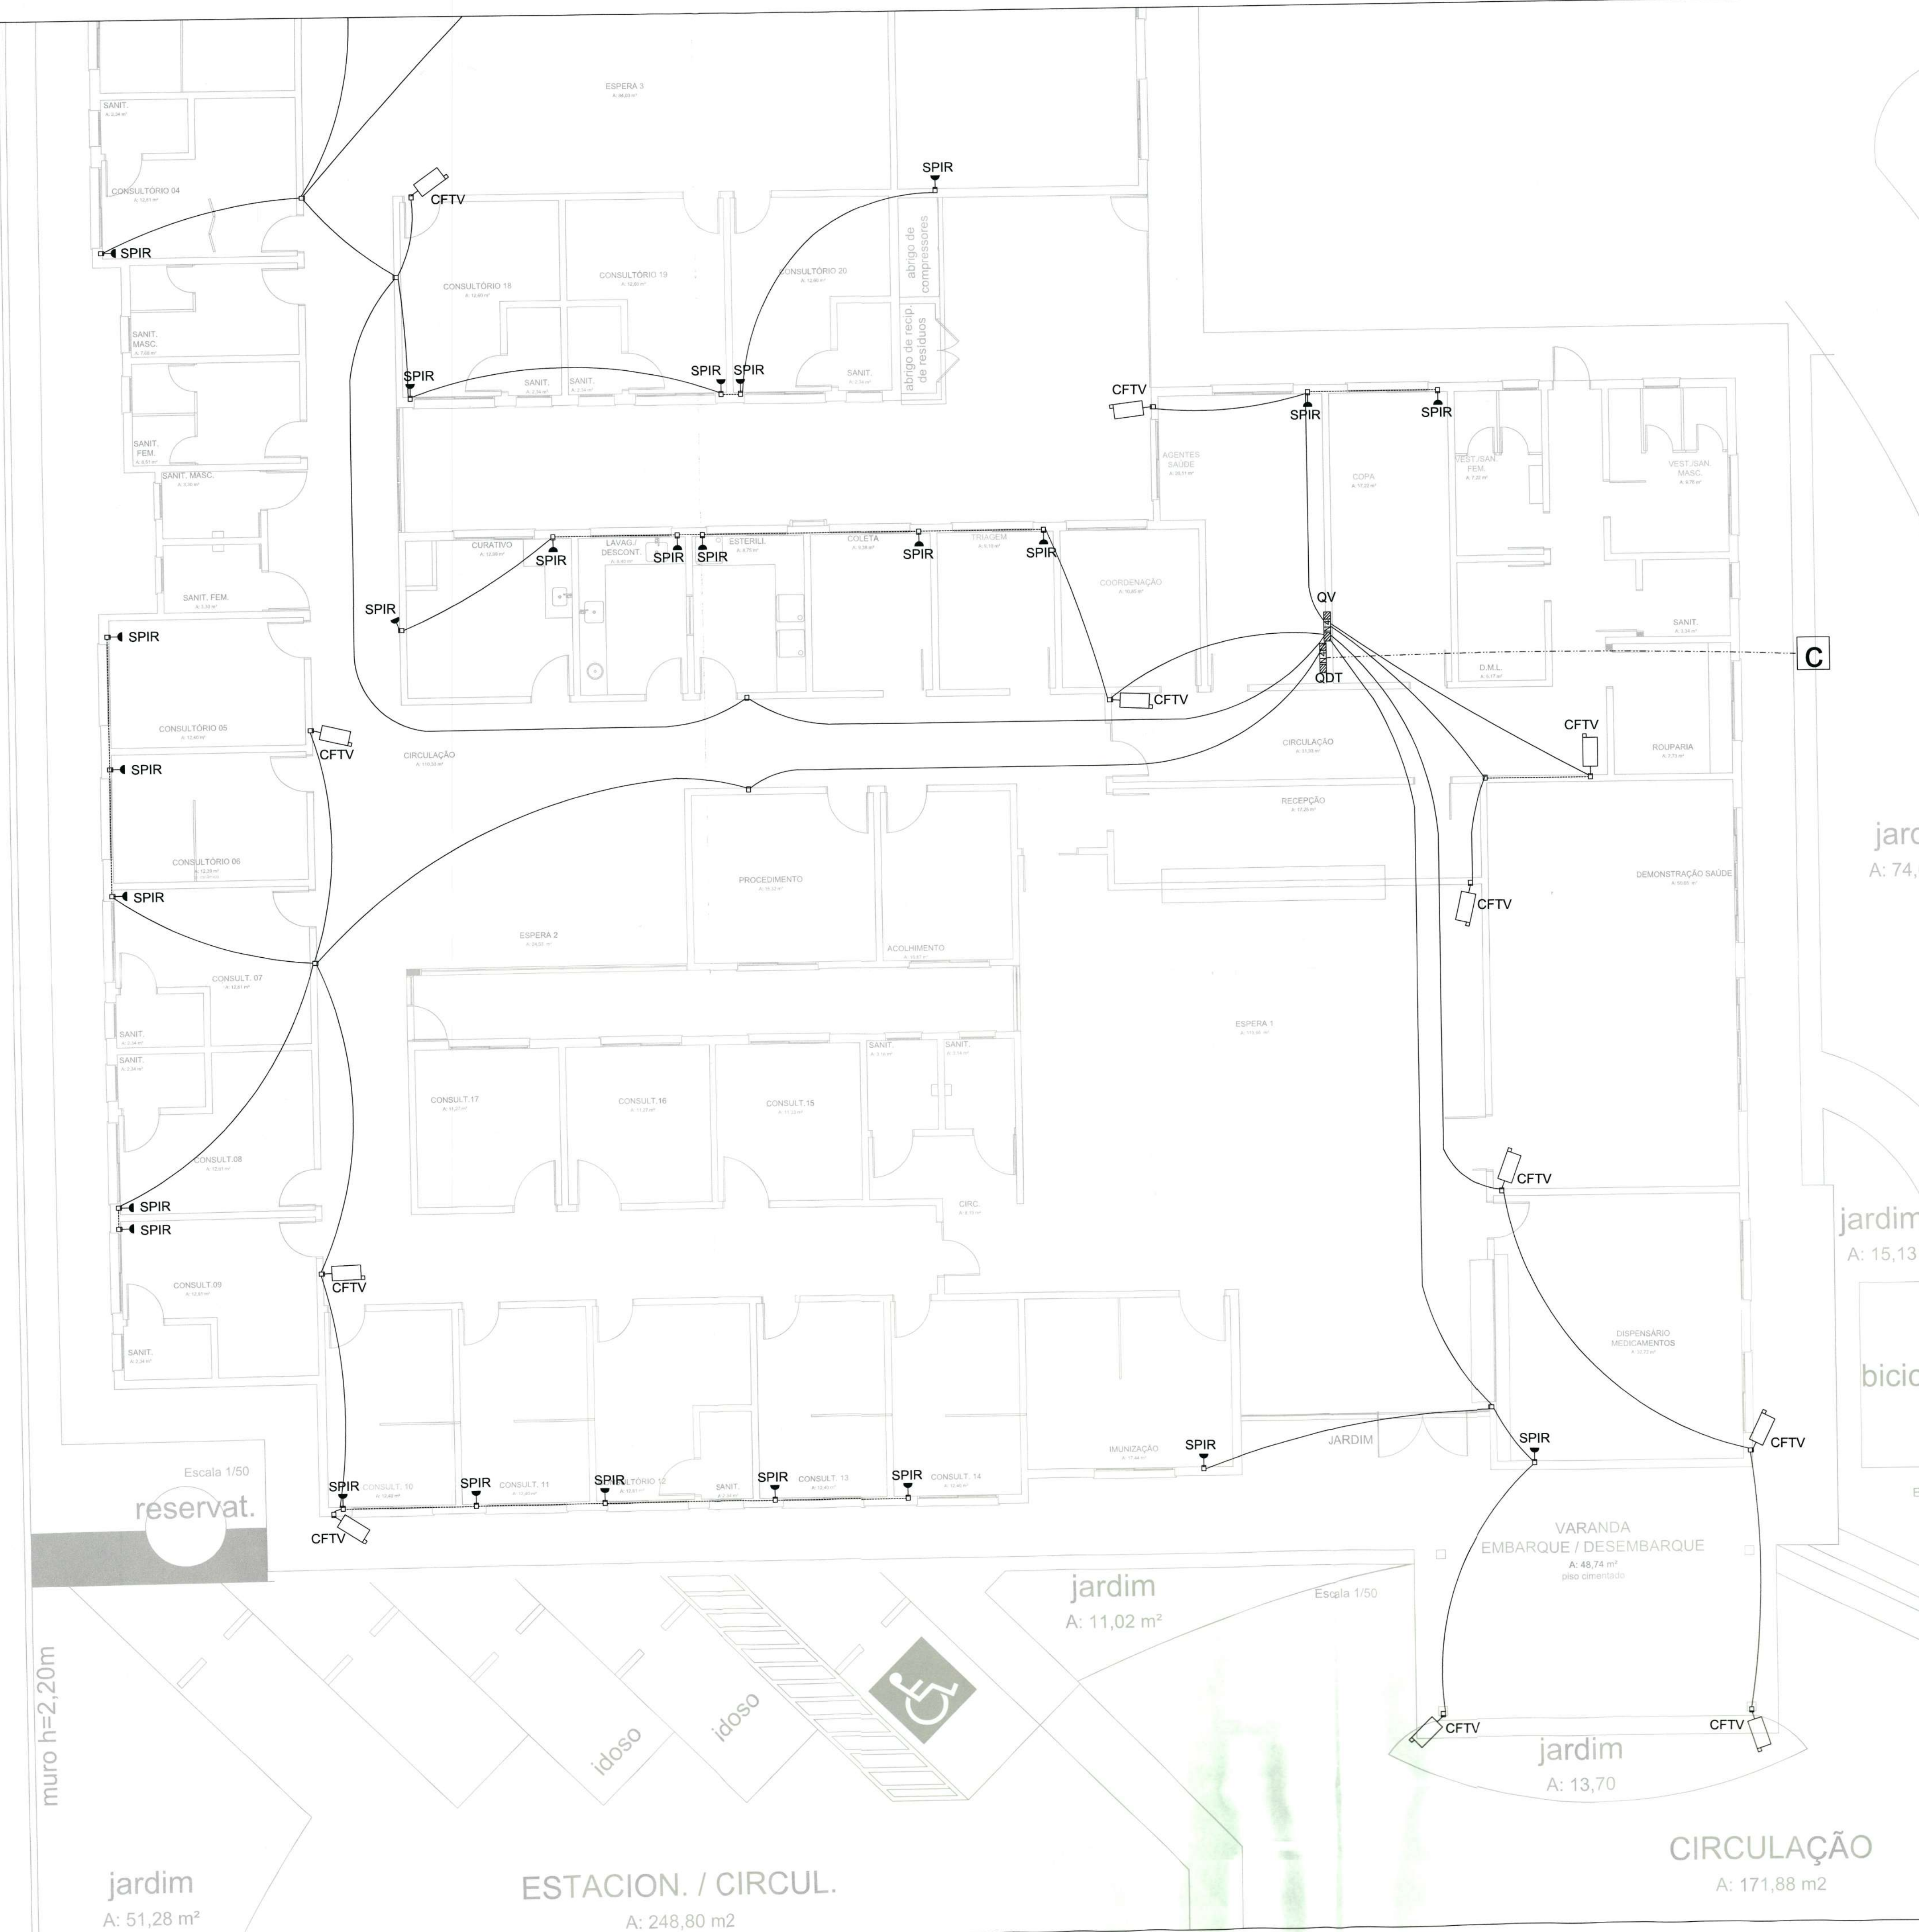 ESPERA 3
SANIT.
CONSULTÓRIO 04
SPIR
CFTV
SPIR
CONSULTÓRIO 18
CONSULTÓRIO 19
CONSULTÓRIO 20
abrigo de
compressores
abrigo de recip.
de resíduos
SANIT.
MASC.
SANIT.
SANIT.
SANIT.
SPIR
SPIR
SPIR
CFTV
SPIR
SPIR
SANIT.
FEM.
SANIT. MASC.
SANIT. FEM.
AGENTES
SAÚDE
COPA
VEST./SAN.
FEM.
VEST./SAN
MASC.
CURATIVO
LAVAG./
DESCONT.
ESTERILI.
COLETA
TRIAGEM
COORDENAÇÃO
SPIR
SPIR
SPIR
SPIR
SPIR
SPIR
QV
QDT
SANIT.
D.M.L.
C
SPIR
CONSULTÓRIO 05
CFTV
CFTV
CFTV
CIRCULAÇÃO
CIRCULAÇÃO
ROUPARIA
RECEPÇÃO
SPIR
CONSULTÓRIO 06
SPIR
PROCEDIMENTO
DEMONSTRAÇÃO SAÚDE
CFTV
ESPERA 2
ACOLHIMENTO
CONSULT. 07
SANIT.
SANIT.
ESPERA 1
SANIT.
SANIT.
CONSULT.17
CONSULT.16
CONSULT.15
CONSULT.08
CFTV
SPIR
SPIR
CIRC.
CONSULT.09
CFTV
SANIT.
DISPENSÁRIO
MEDICAMENTOS
IMUNIZAÇÃO
JARDIM
SPIR
SPIR
CFTV
Escala 1/50
reservat.
SPIR
CONSULT. 10
SPIR
CONSULT. 11
SPIR
SANIT.
SPIR
CONSULT. 13
SPIR
CONSULT. 14
CFTV
VARANDA
EMBARQUE / DESEMBARQUE
A: 48,74 m²
piso cimentado
Escala 1/50
jardim
A: 11,02 m²
muro h=2,20m
idoso
idoso
CFTV
CFTV
jardim
A: 13,70
jardim
A: 51,28 m²
ESTACION. / CIRCUL.
A: 248,80 m2
CIRCULAÇÃO
A: 171,88 m2
jard
A: 74,
jardim
A: 15,13
bicic